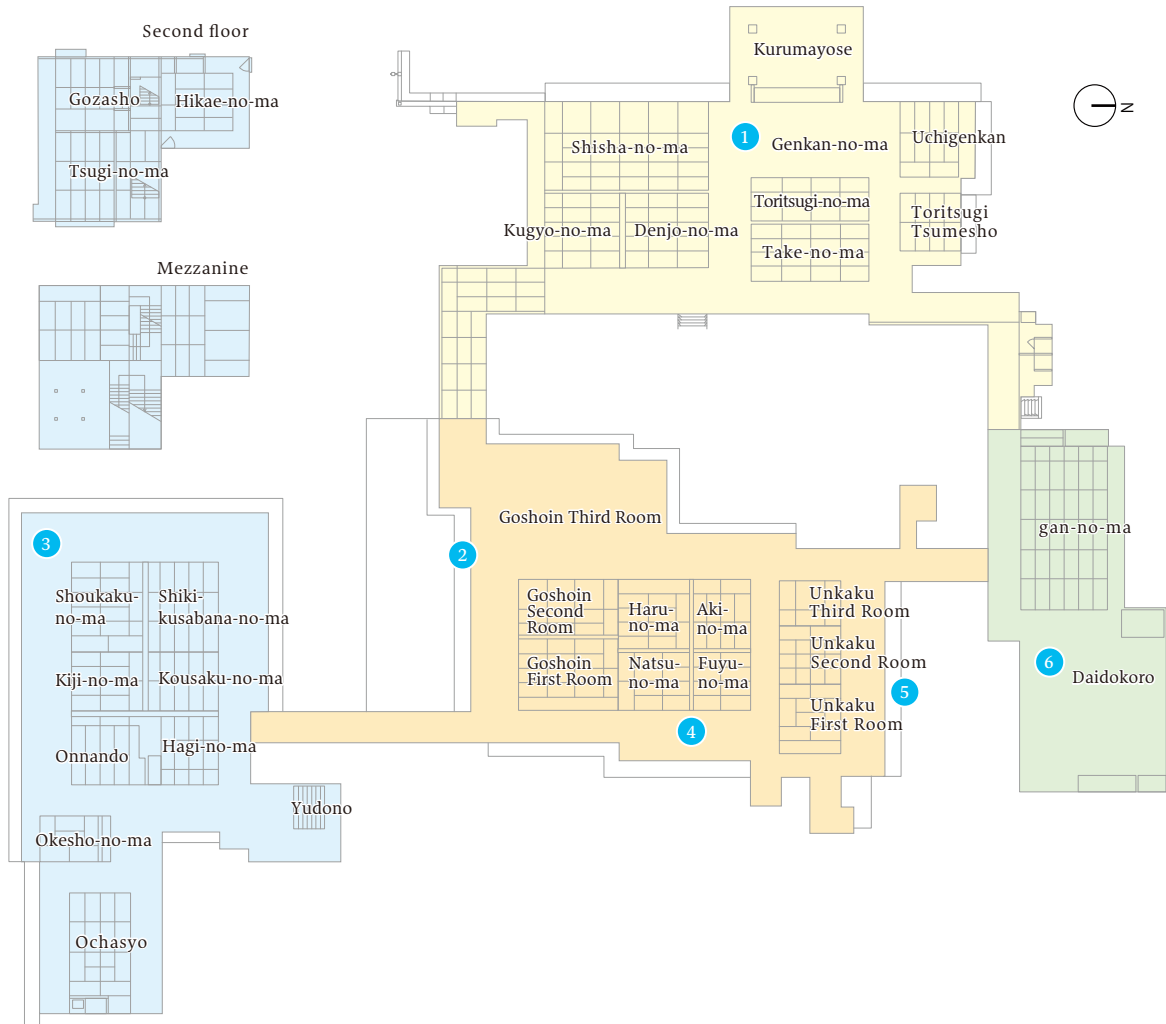 Second floor
Gozasho
Hikae-no-ma
Tsugi-no-ma
Mezzanine
Kurumayose
N
1
Shisha-no-ma
Genkan-no-ma
Uchigenkan
Toritsugi-no-ma
Toritsugi
Tsumesho
Kugyo-no-ma
Denjo-no-ma
Take-no-ma
3
2
Goshoin Third Room
gan-no-ma
Shoukaku-
no-ma
Shiki-
kusabana-no-ma
Goshoin
Second
Room
Haru-
no-ma
Aki-
no-ma
Unkaku
Third Room
Unkaku
Second Room
Kiji-no-ma
Kousaku-no-ma
Goshoin
First Room
Natsu-
no-ma
Fuyu-
no-ma
5
6
Daidokoro
Unkaku
First Room
4
Onnando
Hagi-no-ma
Yudono
Okesho-no-ma
Ochasyo